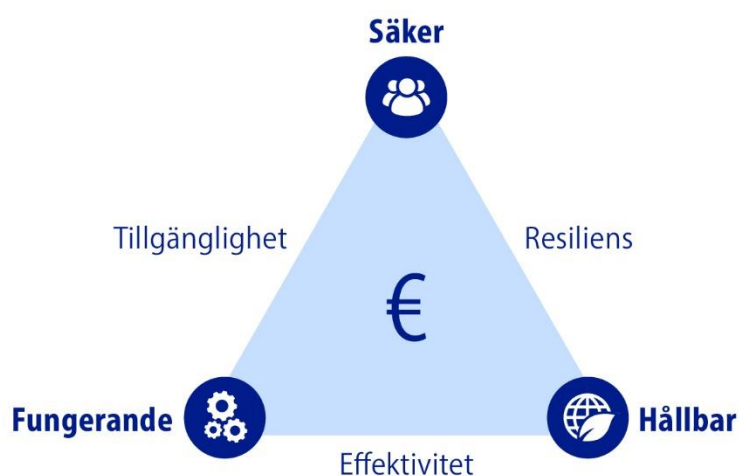 Säker
Tillgänglighet
Resiliens
€
Fungerande
Hållbar
Effektivitet